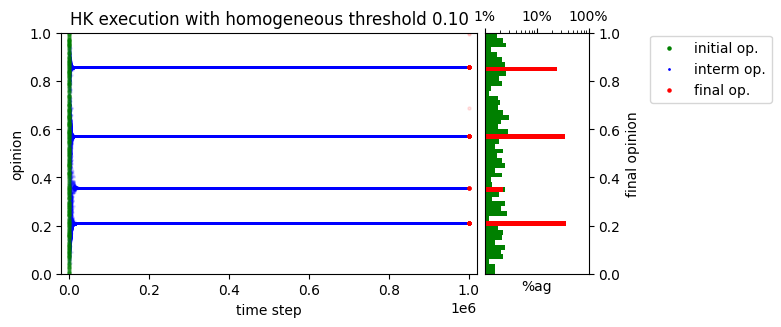 HK execution with homogeneous threshold 0.10
1% 10% 100%
initial op.
interm op.
final op.
1.0
0.8
0.6
0.4
0.2
0.0
opinion
0.0 0.2 0.4 0.6 0.8 1.0
1e6
time step
%ag
1.0
0.8
0.6
0.4
0.2
0.0
final opinion